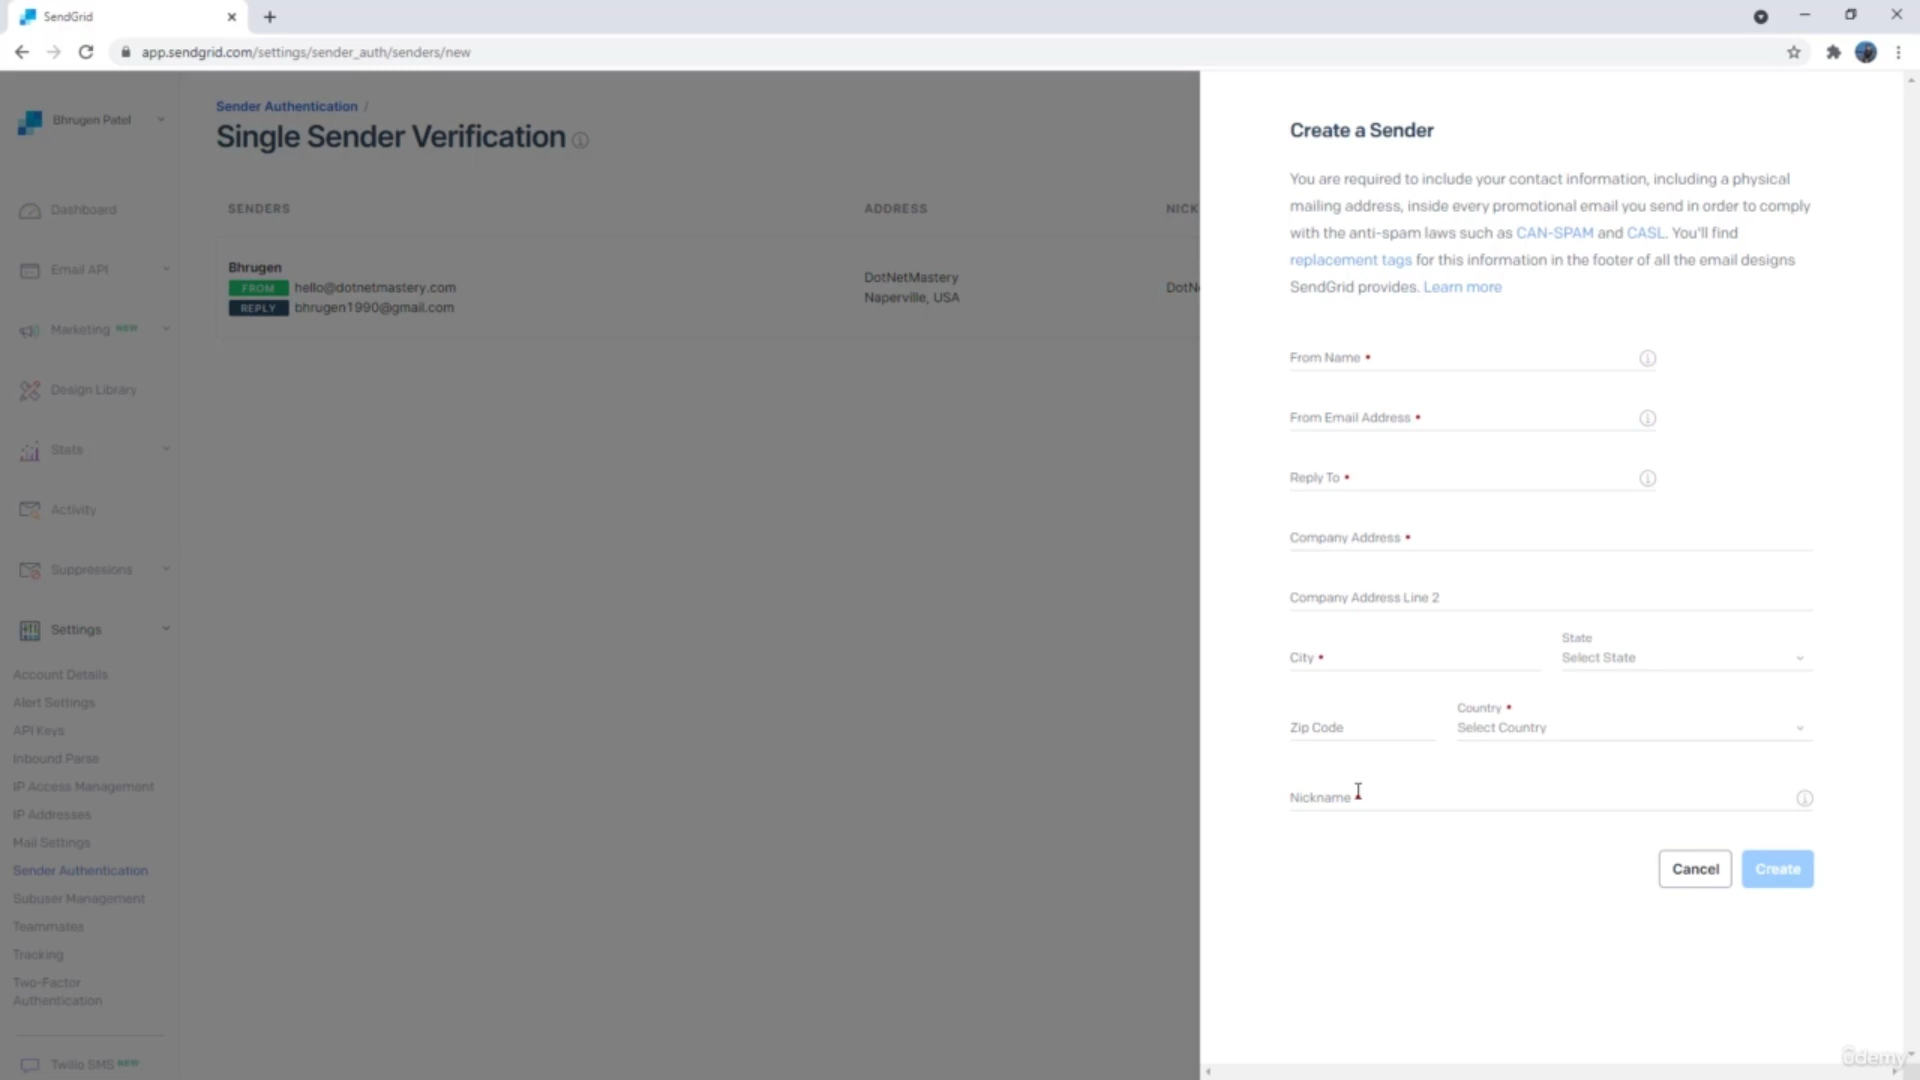 SendGrid
app.sendgrid.com/settings/sender_auth/senders/new
Bhrugen Patel
Dashboard
Email API
Marketing NEW
Design Library
Stats
Activity
Suppressions
Settings
Account Details
Alert Settings
API Keys
Inbound Parse
IP Access Management
IP Addresses
Mail Settings
Sender Authentication
Subuser Management
Teammates
Tracking
Two-Factor
Authentication
Twilio SMS NEW
Sender Authentication /
Single Sender Verification
SENDERS ADDRESS NICK
Bhrugen
FROM hello@dotnetmastery.com
REPLY bhrugen1990@gmail.com
DotNetMastery
Naperville, USA
DotN
Create a Sender
You are required to include your contact information, including a physical
mailing address, inside every promotional email you send in order to comply
with the anti-spam laws such as CAN-SPAM and CASL. You'll find
replacement tags for this information in the footer of all the email designs
SendGrid provides. Learn more
From Name *
From Email Address *
Reply To *
Company Address *
Company Address Line 2
City *
State
Select State
Zip Code
Country *
Select Country
Nickname *
Cancel Create
ûdemy